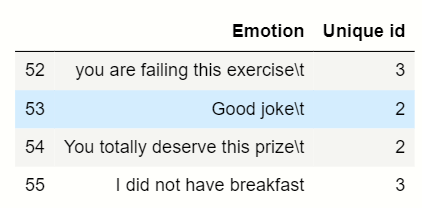 Emotion Unique id
52 you are failing this exercise\t 3
53 Good joke\t 2
54 You totally deserve this prize\t 2
55 I did not have breakfast 3